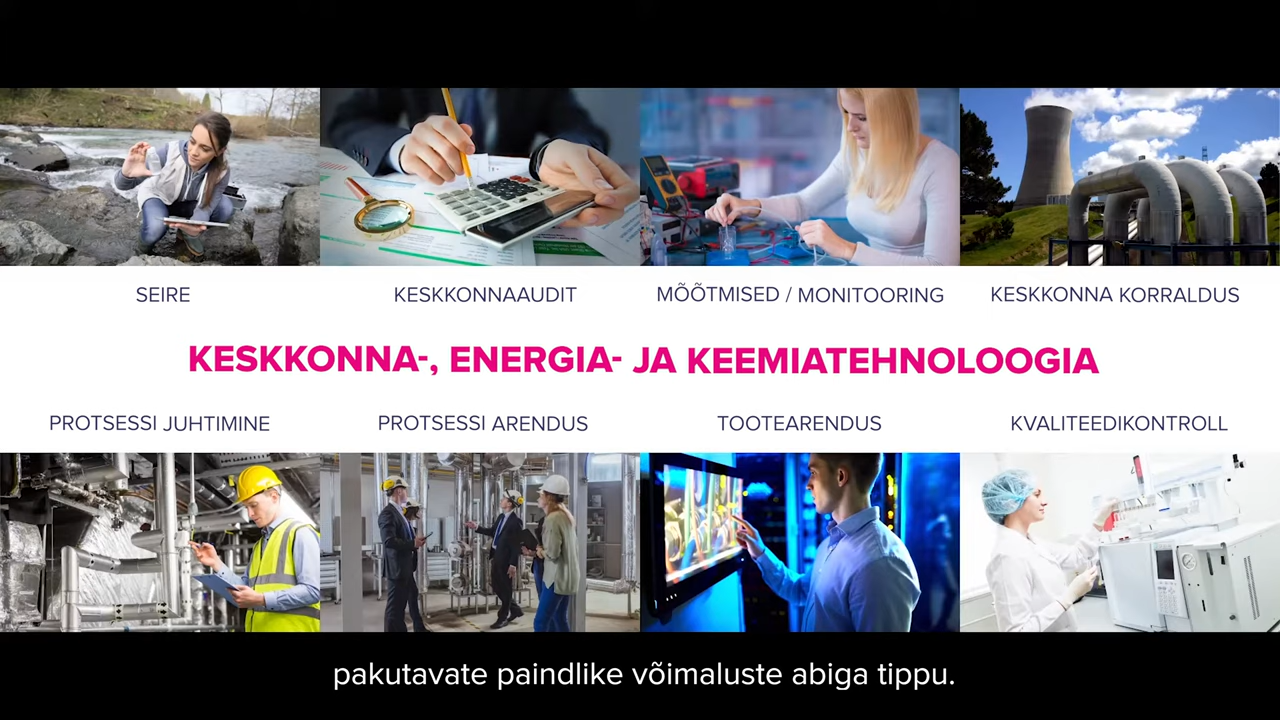 SEIRE
KESKKONNAAUDIT
MÕÕTMISED / MONITOORING
KESKKONNA KORRALDUS
KESKKONNA-, ENERGIA- JA KEEMIATEHNOLOOGIA
PROTSESSI JUHTIMINE
PROTSESSI ARENDUS
TOOTEARENDUS
KVALITEEDIKONTROLL
pakutavate paindlike võimaluste abiga tippu.